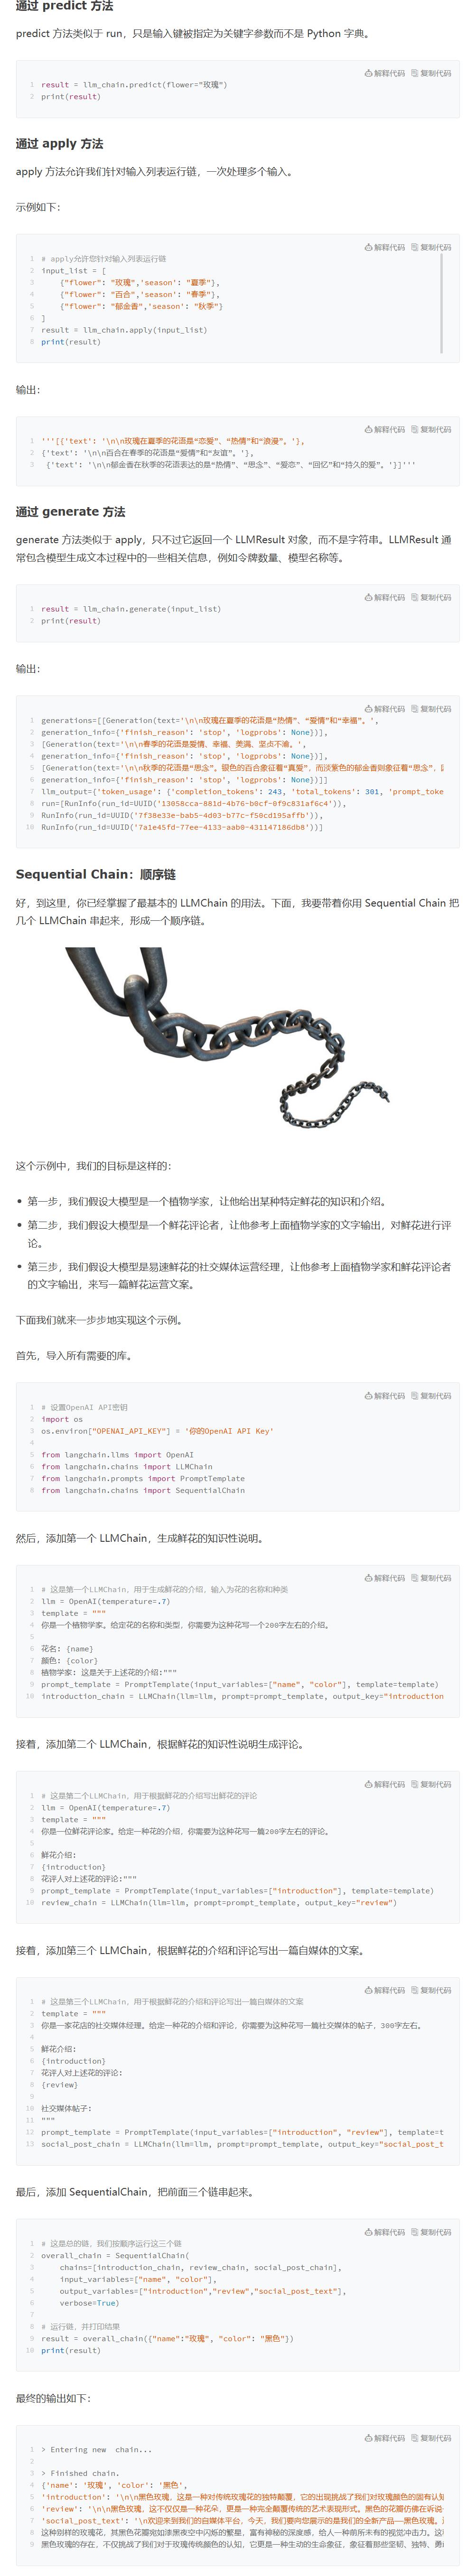 通过 predict 方法
predict 方法类似于 run，只是输入键被指定为关键字参数而不是 Python 字典。
解释代码 复制代码
1 result = llm_chain.predict(flower="玫瑰")
2 print(result)
通过 apply 方法
apply 方法允许我们针对输入列表运行链，一次处理多个输入。
示例如下：
解释代码 复制代码
1 # apply允许您针对输入列表运行链
2 input_list = [
3 {"flower": "玫瑰",'season': "夏季"},
4 {"flower": "百合",'season': "春季"},
5 {"flower": "郁金香",'season': "秋季"}
6 ]
7 result = llm_chain.apply(input_list)
8 print(result)
输出：
解释代码 复制代码
1 '''[{'text': '\n\n玫瑰在夏季的花语是“恋爱”、“热情”和“浪漫”。'},
2 {'text': '\n\n百合在春季的花语是“爱情”和“友谊”。'},
3 {'text': '\n\n郁金香在秋季的花语表达的是“热情”、“思念”、“爱恋”、“回忆”和“持久的爱”。'}]'''
通过 generate 方法
generate 方法类似于 apply，只不过它返回一个 LLMResult 对象，而不是字符串。LLMResult 通
常包含模型生成文本过程中的一些相关信息，例如令牌数量、模型名称等。
解释代码 复制代码
1 result = llm_chain.generate(input_list)
2 print(result)
输出：
解释代码 复制代码
1 generations=[[Generation(text='\n\n玫瑰在夏季的花语是“热情”、“爱情”和“幸福”。',
2 generation_info={'finish_reason': 'stop', 'logprobs': None})],
3 [Generation(text='\n\n春季的花语是爱情、幸福、美满、坚贞不渝。',
4 generation_info={'finish_reason': 'stop', 'logprobs': None})],
5 [Generation(text='\n\n秋季的花语是“思念”。银色的百合象征着“真爱”，而淡紫色的郁金香则象征着“思念”，
6 generation_info={'finish_reason': 'stop', 'logprobs': None})]]
7 llm_output={'token_usage': {'completion_tokens': 243, 'total_tokens': 301, 'prompt_toke
8 run=[RunInfo(run_id=UUID('13058cca-881d-4b76-b0cf-0f9c831af6c4')),
9 RunInfo(run_id=UUID('7f38e33e-bab5-4d03-b77c-f50cd195affb')),
10 RunInfo(run_id=UUID('7a1e45fd-77ee-4133-aab0-431147186db8'))]
Sequential Chain：顺序链
好，到这里，你已经掌握了最基本的 LLMChain 的用法。下面，我要带着你用 Sequential Chain 把
几个 LLMChain 串起来，形成一个顺序链。
这个示例中，我们的目标是这样的：
• 第一步，我们假设大模型是一个植物学家，让他给出某种特定鲜花的知识和介绍。
• 第二步，我们假设大模型是一个鲜花评论者，让他参考上面植物学家的文字输出，对鲜花进行评
论。
• 第三步，我们假设大模型是易速鲜花的社交媒体运营经理，让他参考上面植物学家和鲜花评论者
的文字输出，来写一篇鲜花运营文案。
下面我们就来一步步地实现这个示例。
首先，导入所有需要的库。
解释代码 复制代码
1 # 设置OpenAI API密钥
2 import os
3 os.environ["OPENAI_API_KEY"] = '你的OpenAI API Key'
4
5 from langchain.llms import OpenAI
6 from langchain.chains import LLMChain
7 from langchain.prompts import PromptTemplate
8 from langchain.chains import SequentialChain
然后，添加第一个 LLMChain，生成鲜花的知识性说明。
解释代码 复制代码
1 # 这是第一个LLMChain，用于生成鲜花的介绍，输入为花的名称和种类
2 llm = OpenAI(temperature=.7)
3 template = """
4 你是一个植物学家。给定花的名称和类型，你需要为这种花写一个200字左右的介绍。
5
6 花名: {name}
7 颜色: {color}
8 植物学家: 这是关于上述花的介绍:"""
9 prompt_template = PromptTemplate(input_variables=["name", "color"], template=template)
10 introduction_chain = LLMChain(llm=llm, prompt=prompt_template, output_key="introduction
接着，添加第二个 LLMChain，根据鲜花的知识性说明生成评论。
解释代码 复制代码
1 # 这是第二个LLMChain，用于根据鲜花的介绍写出鲜花的评论
2 llm = OpenAI(temperature=.7)
3 template = """
4 你是一位鲜花评论家。给定一种花的介绍，你需要为这种花写一篇200字左右的评论。
5
6 鲜花介绍:
7 {introduction}
8 花评人对上述花的评论:"""
9 prompt_template = PromptTemplate(input_variables=["introduction"], template=template)
10 review_chain = LLMChain(llm=llm, prompt=prompt_template, output_key="review")
接着，添加第三个 LLMChain，根据鲜花的介绍和评论写出一篇自媒体的文案。
解释代码 复制代码
1 # 这是第三个LLMChain，用于根据鲜花的介绍和评论写出一篇自媒体的文案
2 template = """
3 你是一家花店的社交媒体经理。给定一种花的介绍和评论，你需要为这种花写一篇社交媒体的帖子，300字左右。
4
5 鲜花介绍:
6 {introduction}
7 花评人对上述花的评论:
8 {review}
9
10 社交媒体帖子:
11 """
12 prompt_template = PromptTemplate(input_variables=["introduction", "review"], template=t
13 social_post_chain = LLMChain(llm=llm, prompt=prompt_template, output_key="social_post_t
最后，添加 SequentialChain，把前面三个链串起来。
解释代码 复制代码
1 # 这是总的链，我们按顺序运行这三个链
2 overall_chain = SequentialChain(
3 chains=[introduction_chain, review_chain, social_post_chain],
4 input_variables=["name", "color"],
5 output_variables=["introduction","review","social_post_text"],
6 verbose=True)
7
8 # 运行链，并打印结果
9 result = overall_chain({"name":"玫瑰", "color": "黑色"})
10 print(result)
最终的输出如下：
解释代码 复制代码
1 > Entering new  chain...
2
3 > Finished chain.
4 {'name': '玫瑰', 'color': '黑色',
5 'introduction': '\n\n黑色玫瑰，这是一种对传统玫瑰花的独特颠覆，它的出现挑战了我们对玫瑰颜色的固有认知
6 'review': '\n\n黑色玫瑰，这不仅仅是一种花朵，更是一种完全颠覆传统的艺术表现形式。黑色的花瓣仿佛在诉说
7 'social_post_text': '\n欢迎来到我们的自媒体平台，今天，我们要向您展示的是我们的全新产品——黑色玫瑰。
8 这种别样的玫瑰花，其黑色花瓣宛如漆黑夜空中闪烁的繁星，富有神秘的深度感，给人一种前所未有的视觉冲击力。这
9 黑色玫瑰的存在，不仅挑战了我们对于玫瑰传统颜色的认知，它更是一种生动的生命象征，象征着那些坚韧、独特、勇